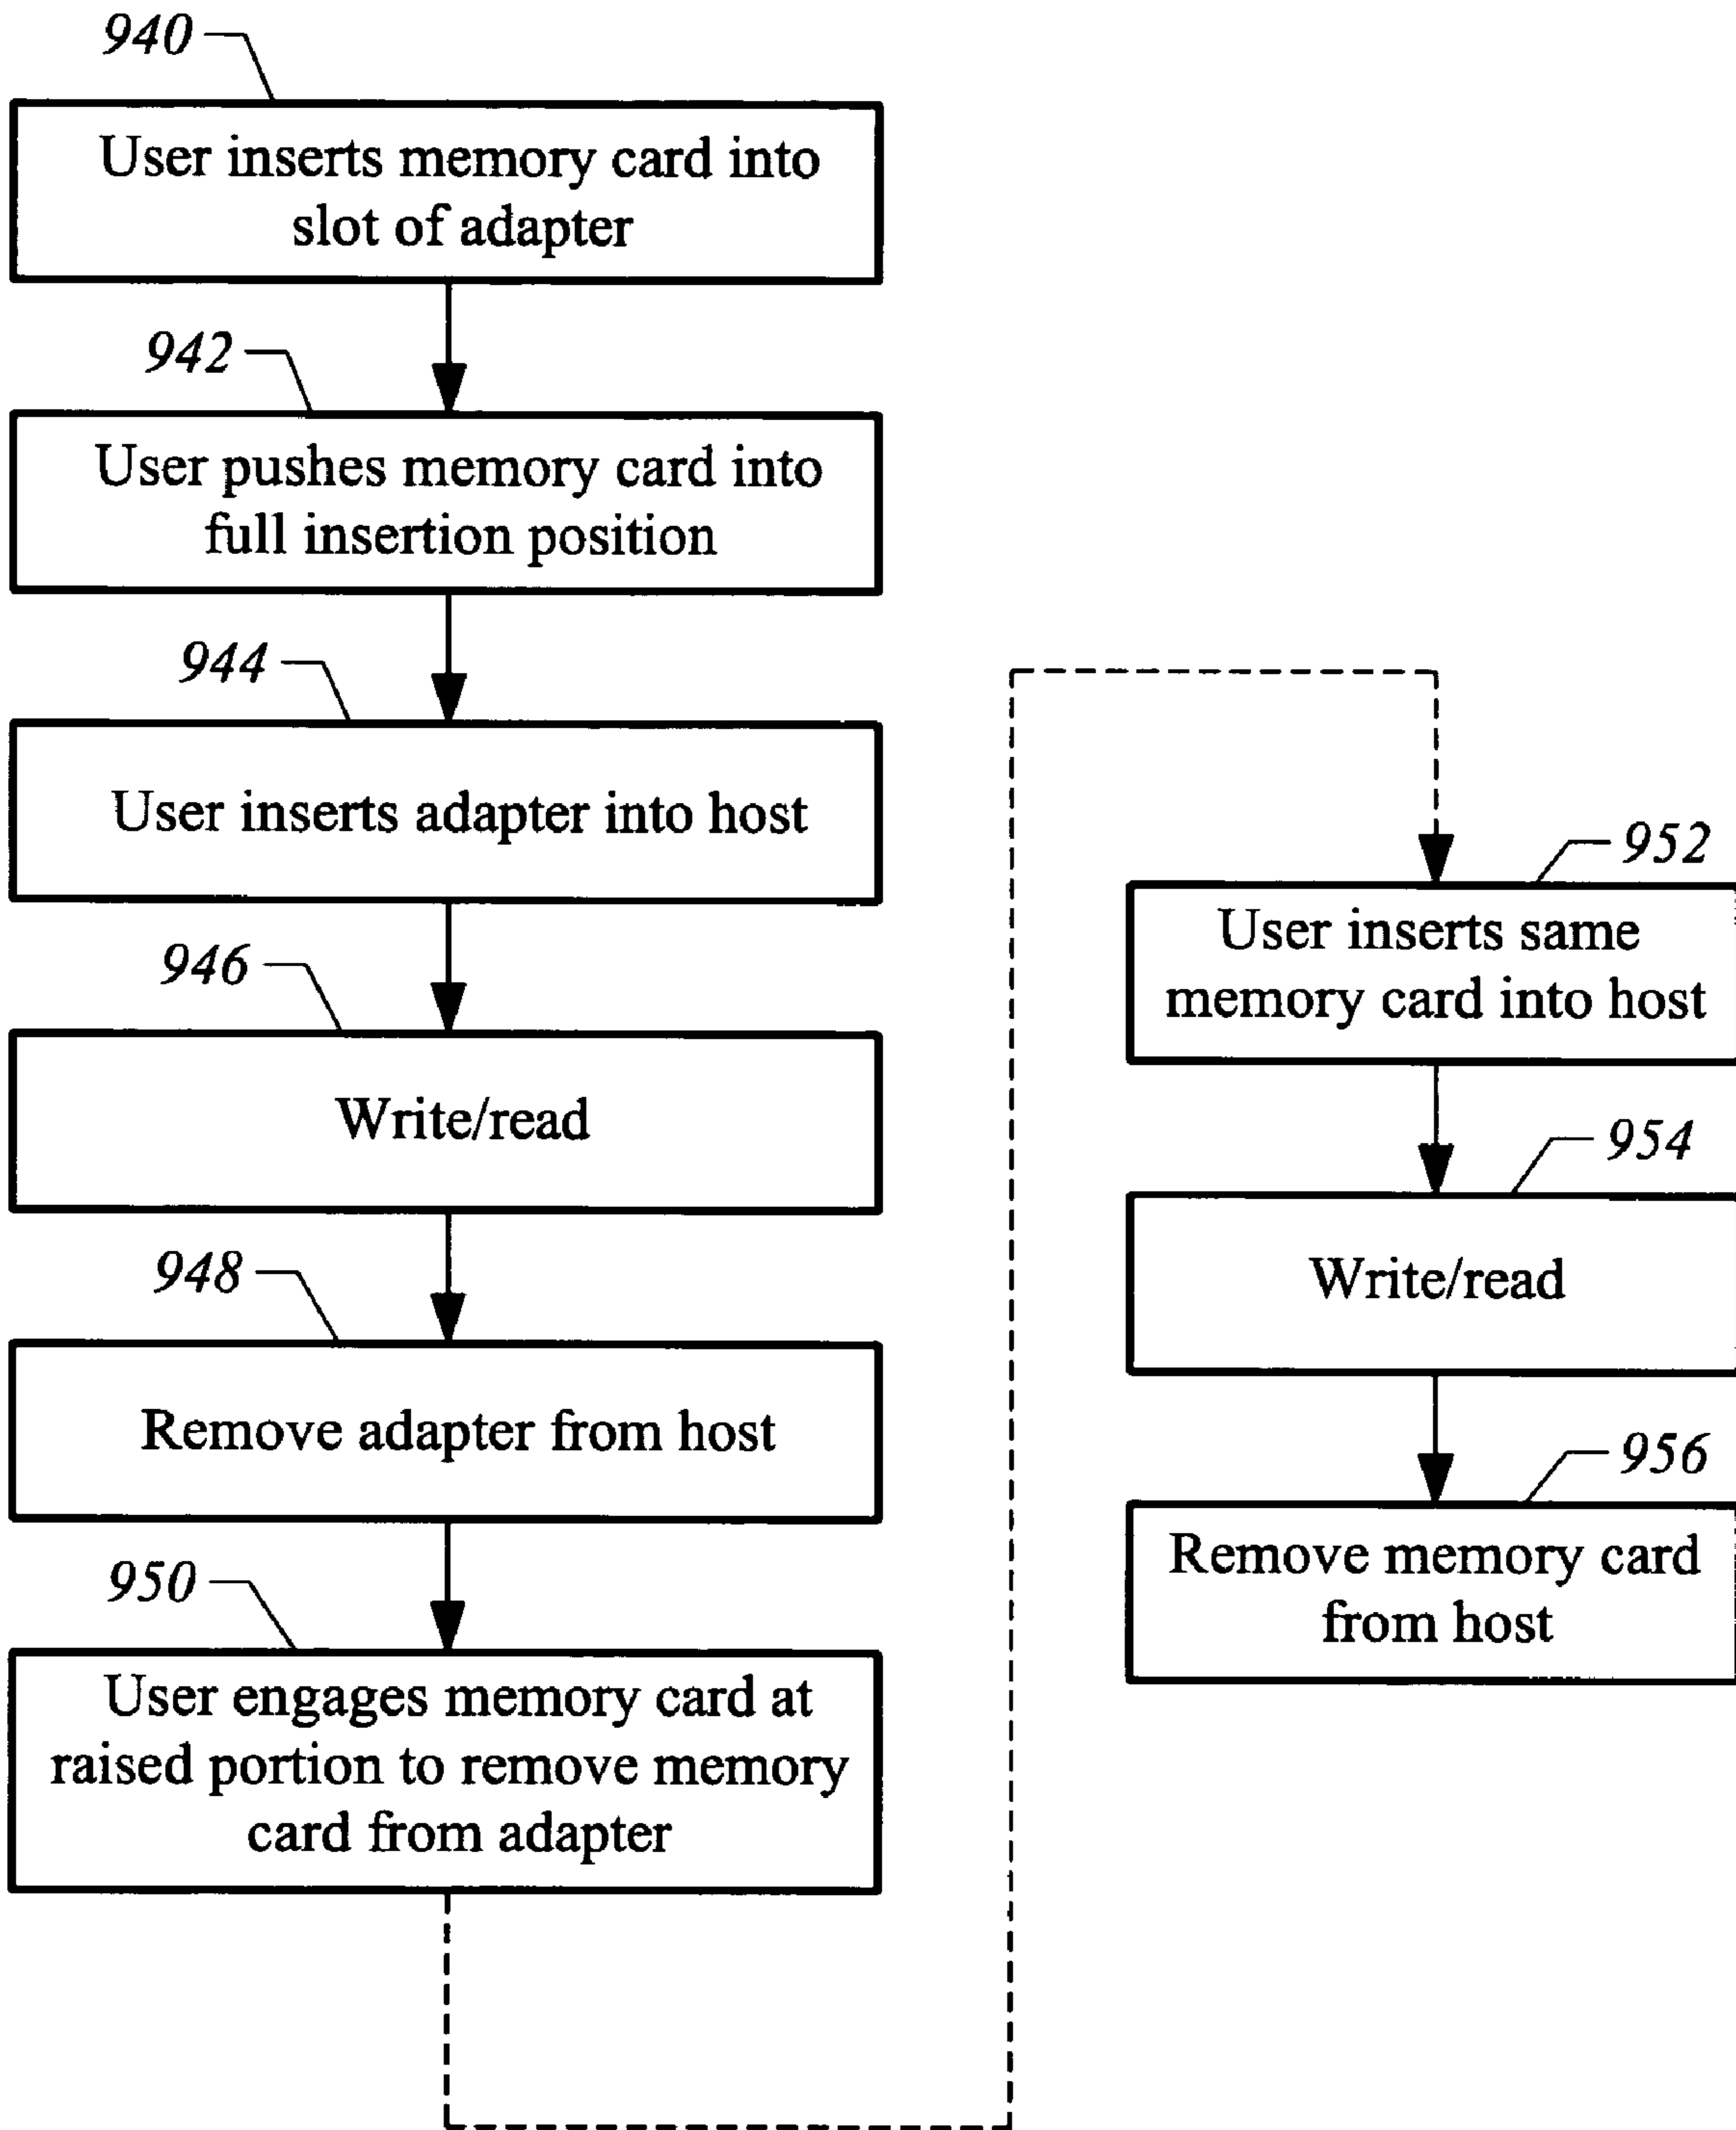 940
User inserts memory card into
slot of adapter
942
User pushes memory card into
full insertion position
944
User inserts adapter into host
946
Write/read
948
Remove adapter from host
950
User engages memory card at
raised portion to remove memory
card from adapter
952
User inserts same
memory card into host
954
Write/read
956
Remove memory card
from host